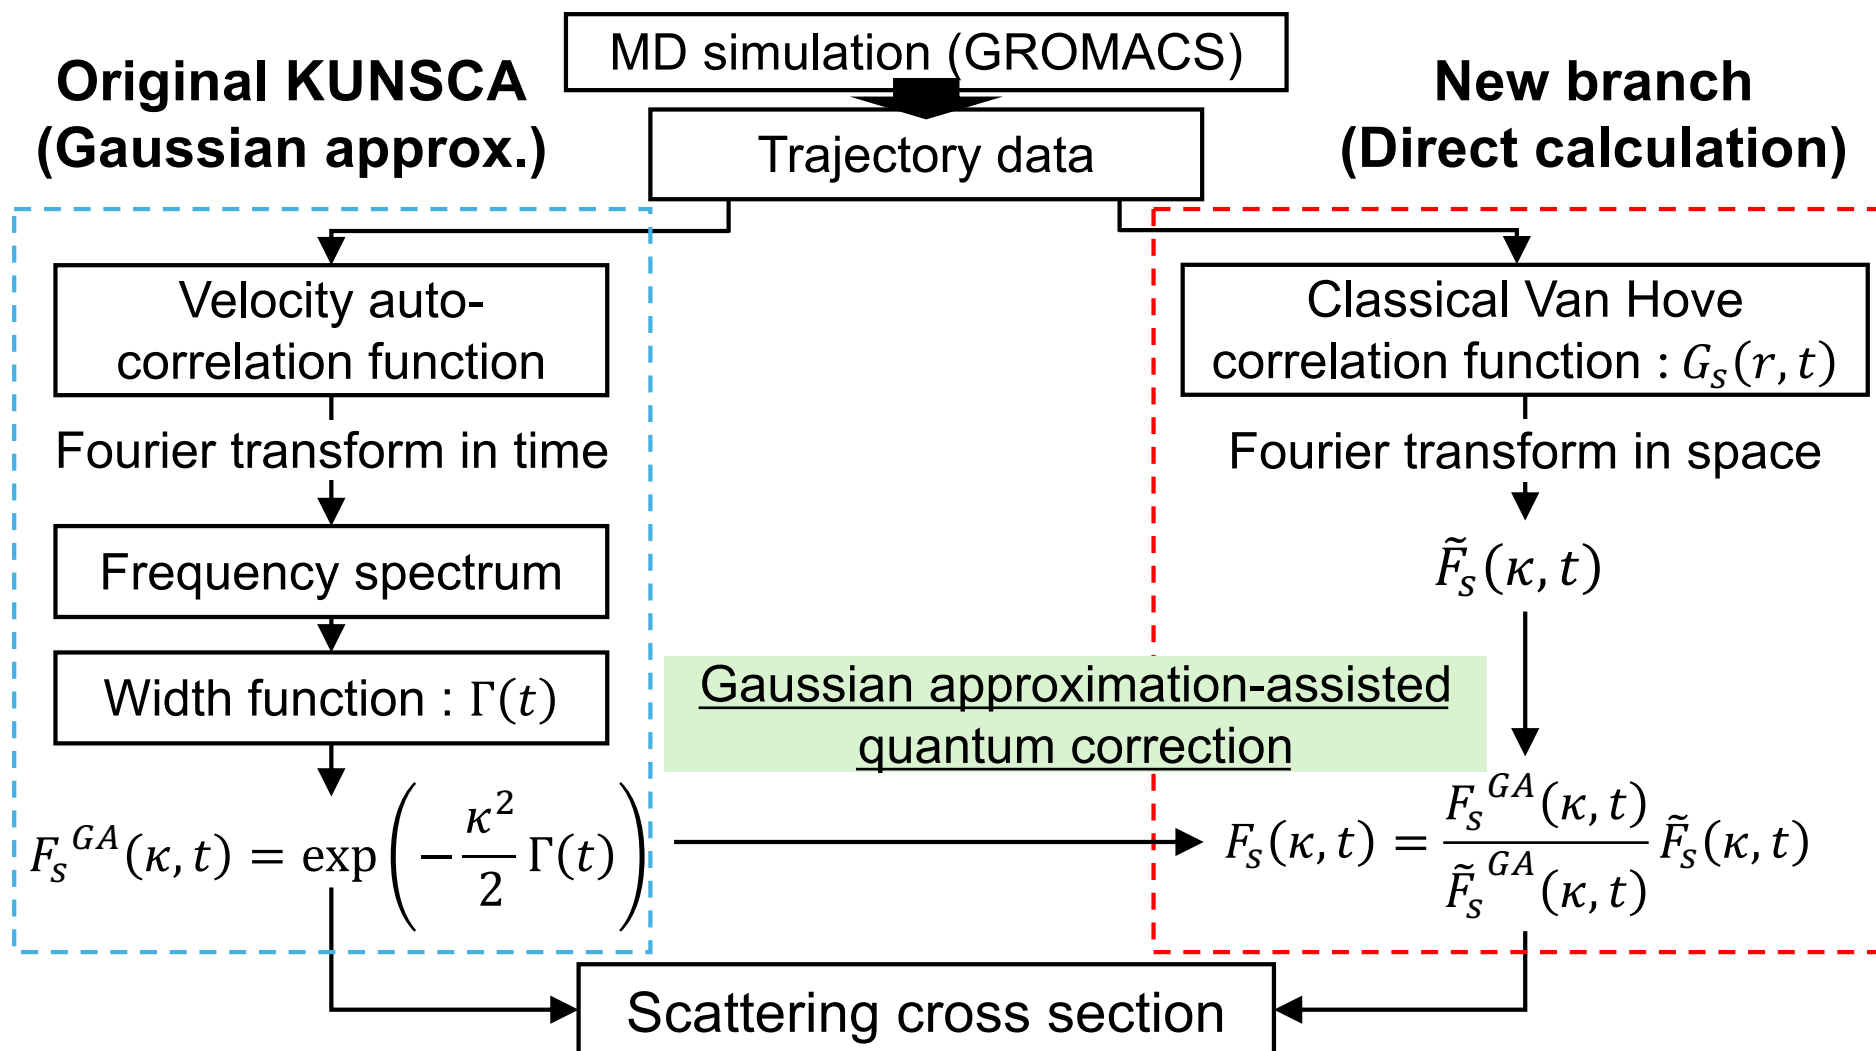 MD simulation (GROMACS)
Original KUNSCA
(Gaussian approx.)
New branch
(Direct calculation)
Trajectory data
Velocity auto-
correlation function
Fourier transform in time
Frequency spectrum
Width function : Γ(t)
F_s^{GA}(κ, t) = exp(−κ²/2 Γ(t))
Classical Van Hove
correlation function : G_s(r, t)
Fourier transform in space
F̃_s(κ, t)
Gaussian approximation-assisted
quantum correction
F_s(κ, t) = F_s^{GA}(κ, t) / F̃_s^{GA}(κ, t) F̃_s(κ, t)
Scattering cross section